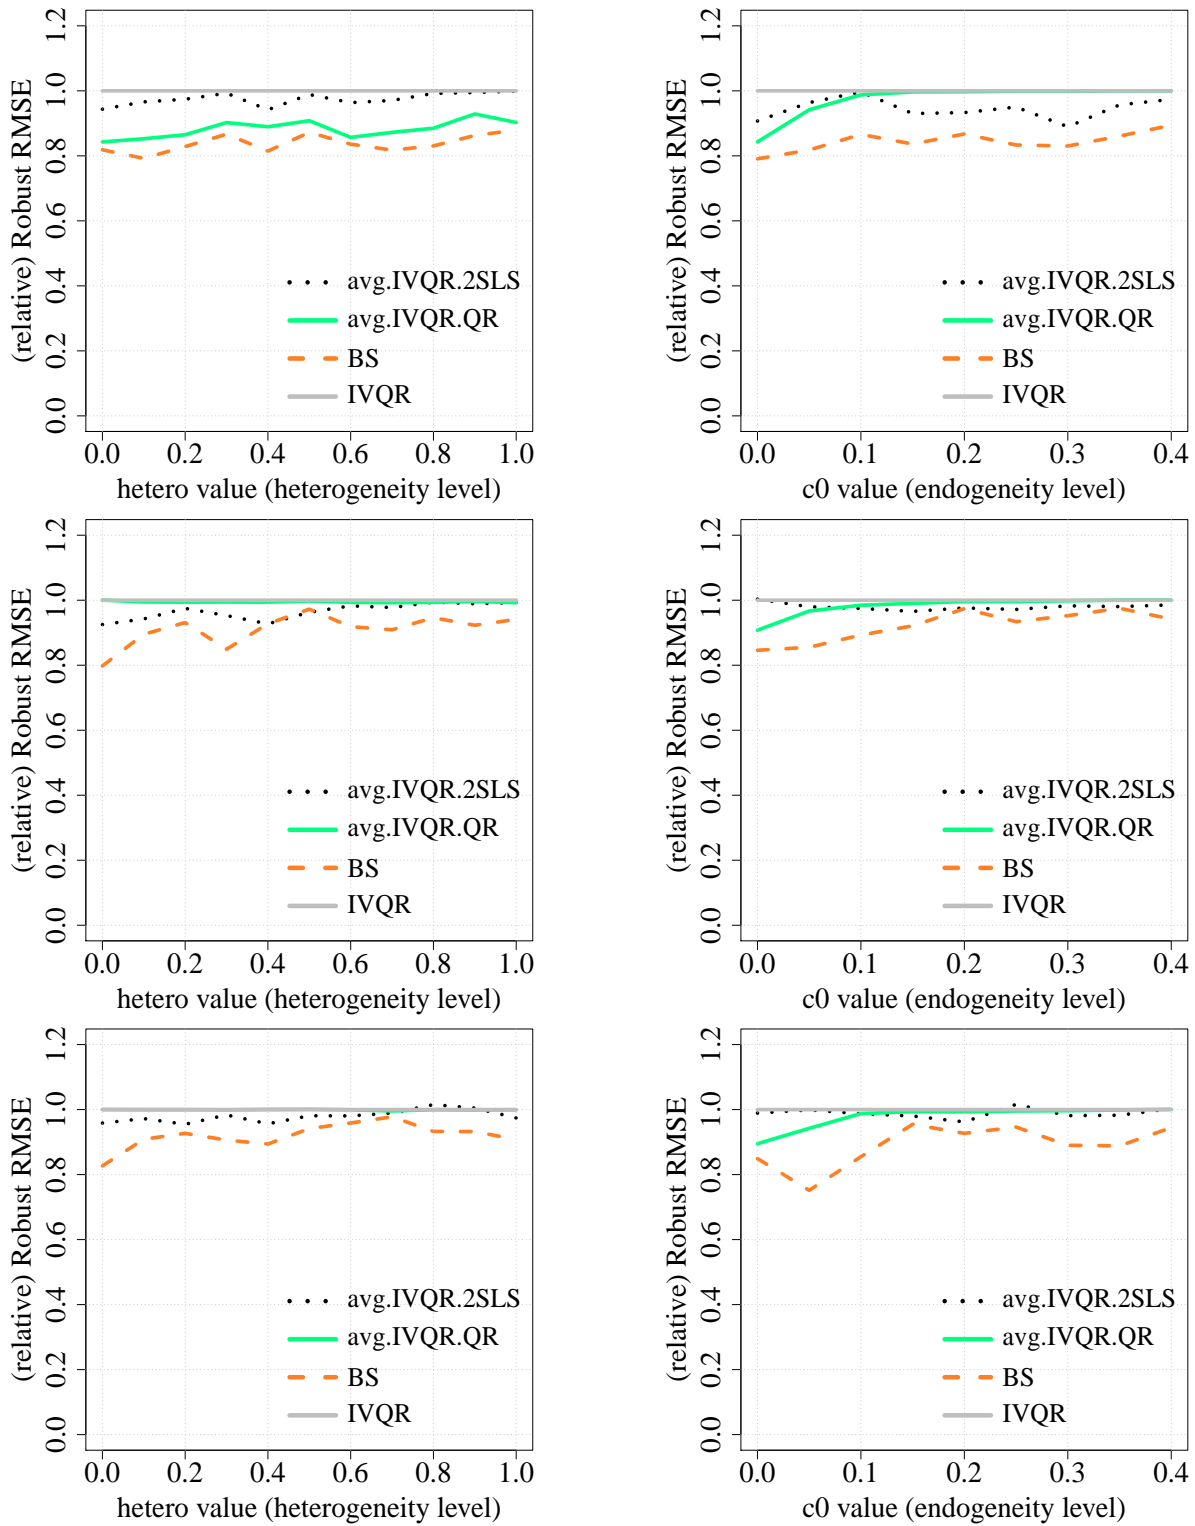 (relative) Robust RMSE
1.2
1.0
0.8
0.6
0.4
0.2
0.0
avg.IVQR.2SLS
avg.IVQR.QR
BS
IVQR
0.0 0.2 0.4 0.6 0.8 1.0
hetero value (heterogeneity level)
(relative) Robust RMSE
1.2
1.0
0.8
0.6
0.4
0.2
0.0
avg.IVQR.2SLS
avg.IVQR.QR
BS
IVQR
0.0 0.1 0.2 0.3 0.4
c0 value (endogeneity level)
(relative) Robust RMSE
1.2
1.0
0.8
0.6
0.4
0.2
0.0
avg.IVQR.2SLS
avg.IVQR.QR
BS
IVQR
0.0 0.2 0.4 0.6 0.8 1.0
hetero value (heterogeneity level)
(relative) Robust RMSE
1.2
1.0
0.8
0.6
0.4
0.2
0.0
avg.IVQR.2SLS
avg.IVQR.QR
BS
IVQR
0.0 0.1 0.2 0.3 0.4
c0 value (endogeneity level)
(relative) Robust RMSE
1.2
1.0
0.8
0.6
0.4
0.2
0.0
avg.IVQR.2SLS
avg.IVQR.QR
BS
IVQR
0.0 0.2 0.4 0.6 0.8 1.0
hetero value (heterogeneity level)
(relative) Robust RMSE
1.2
1.0
0.8
0.6
0.4
0.2
0.0
avg.IVQR.2SLS
avg.IVQR.QR
BS
IVQR
0.0 0.1 0.2 0.3 0.4
c0 value (endogeneity level)